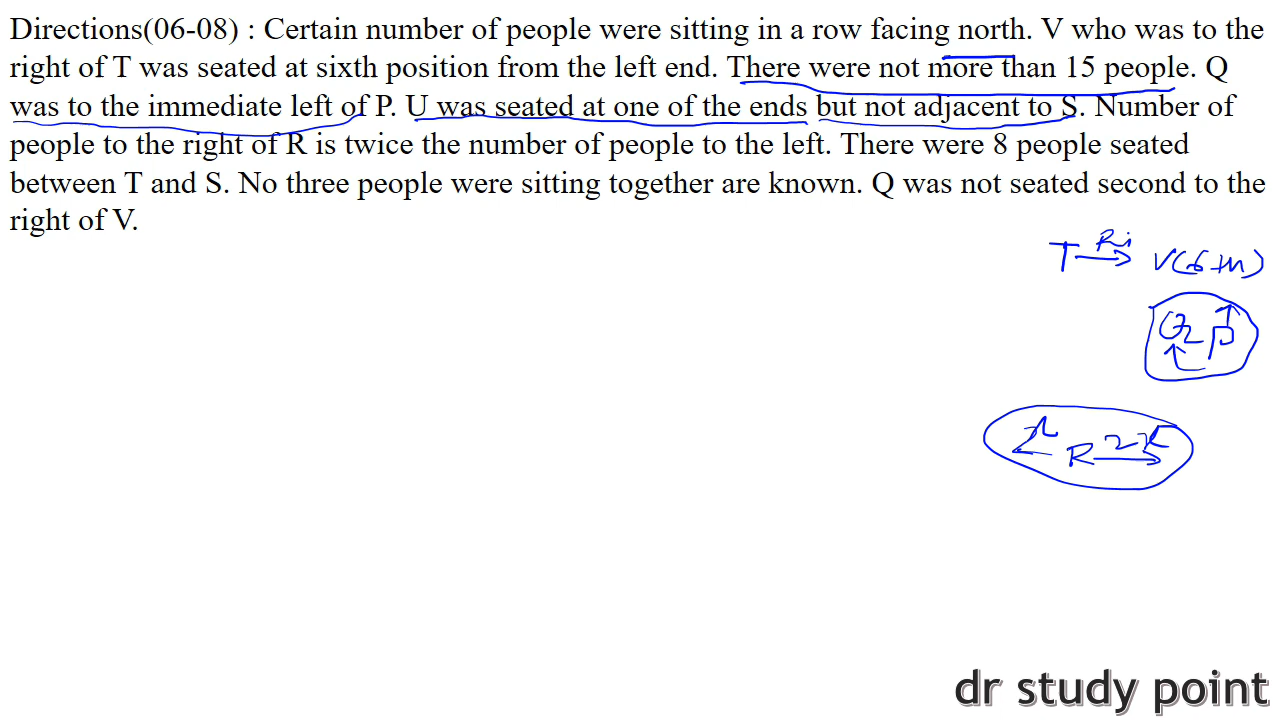 Directions(06-08) : Certain number of people were sitting in a row facing north. V who was to the
right of T was seated at sixth position from the left end. There were not more than 15 people. Q
was to the immediate left of P. U was seated at one of the ends but not adjacent to S. Number of
people to the right of R is twice the number of people to the left. There were 8 people seated
between T and S. No three people were sitting together are known. Q was not seated second to the
right of V.
T Ri V(6th)
Q P
x R 2x
dr study point